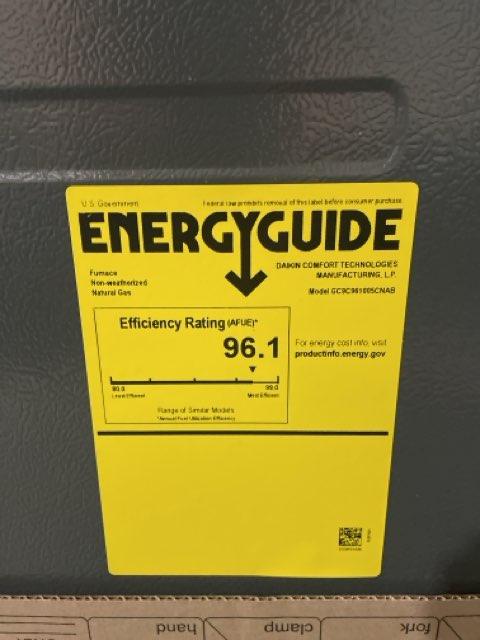 U.S. Government
Federal law prohibits removal of this label before consumer purchase.
ENERGYGUIDE
Furnace
Non-weatherized
Natural Gas
DAIKIN COMFORT TECHNOLOGIES
MANUFACTURING, L.P.
Model GC9C961005CNAB
Efficiency Rating (AFUE)*
96.1
80.0
99.0
Least Efficient
Most Efficient
Range of Similar Models
*Annual Fuel Utilization Efficiency
For energy cost info, visit
productinfo.energy.gov
hand
clamp
fork